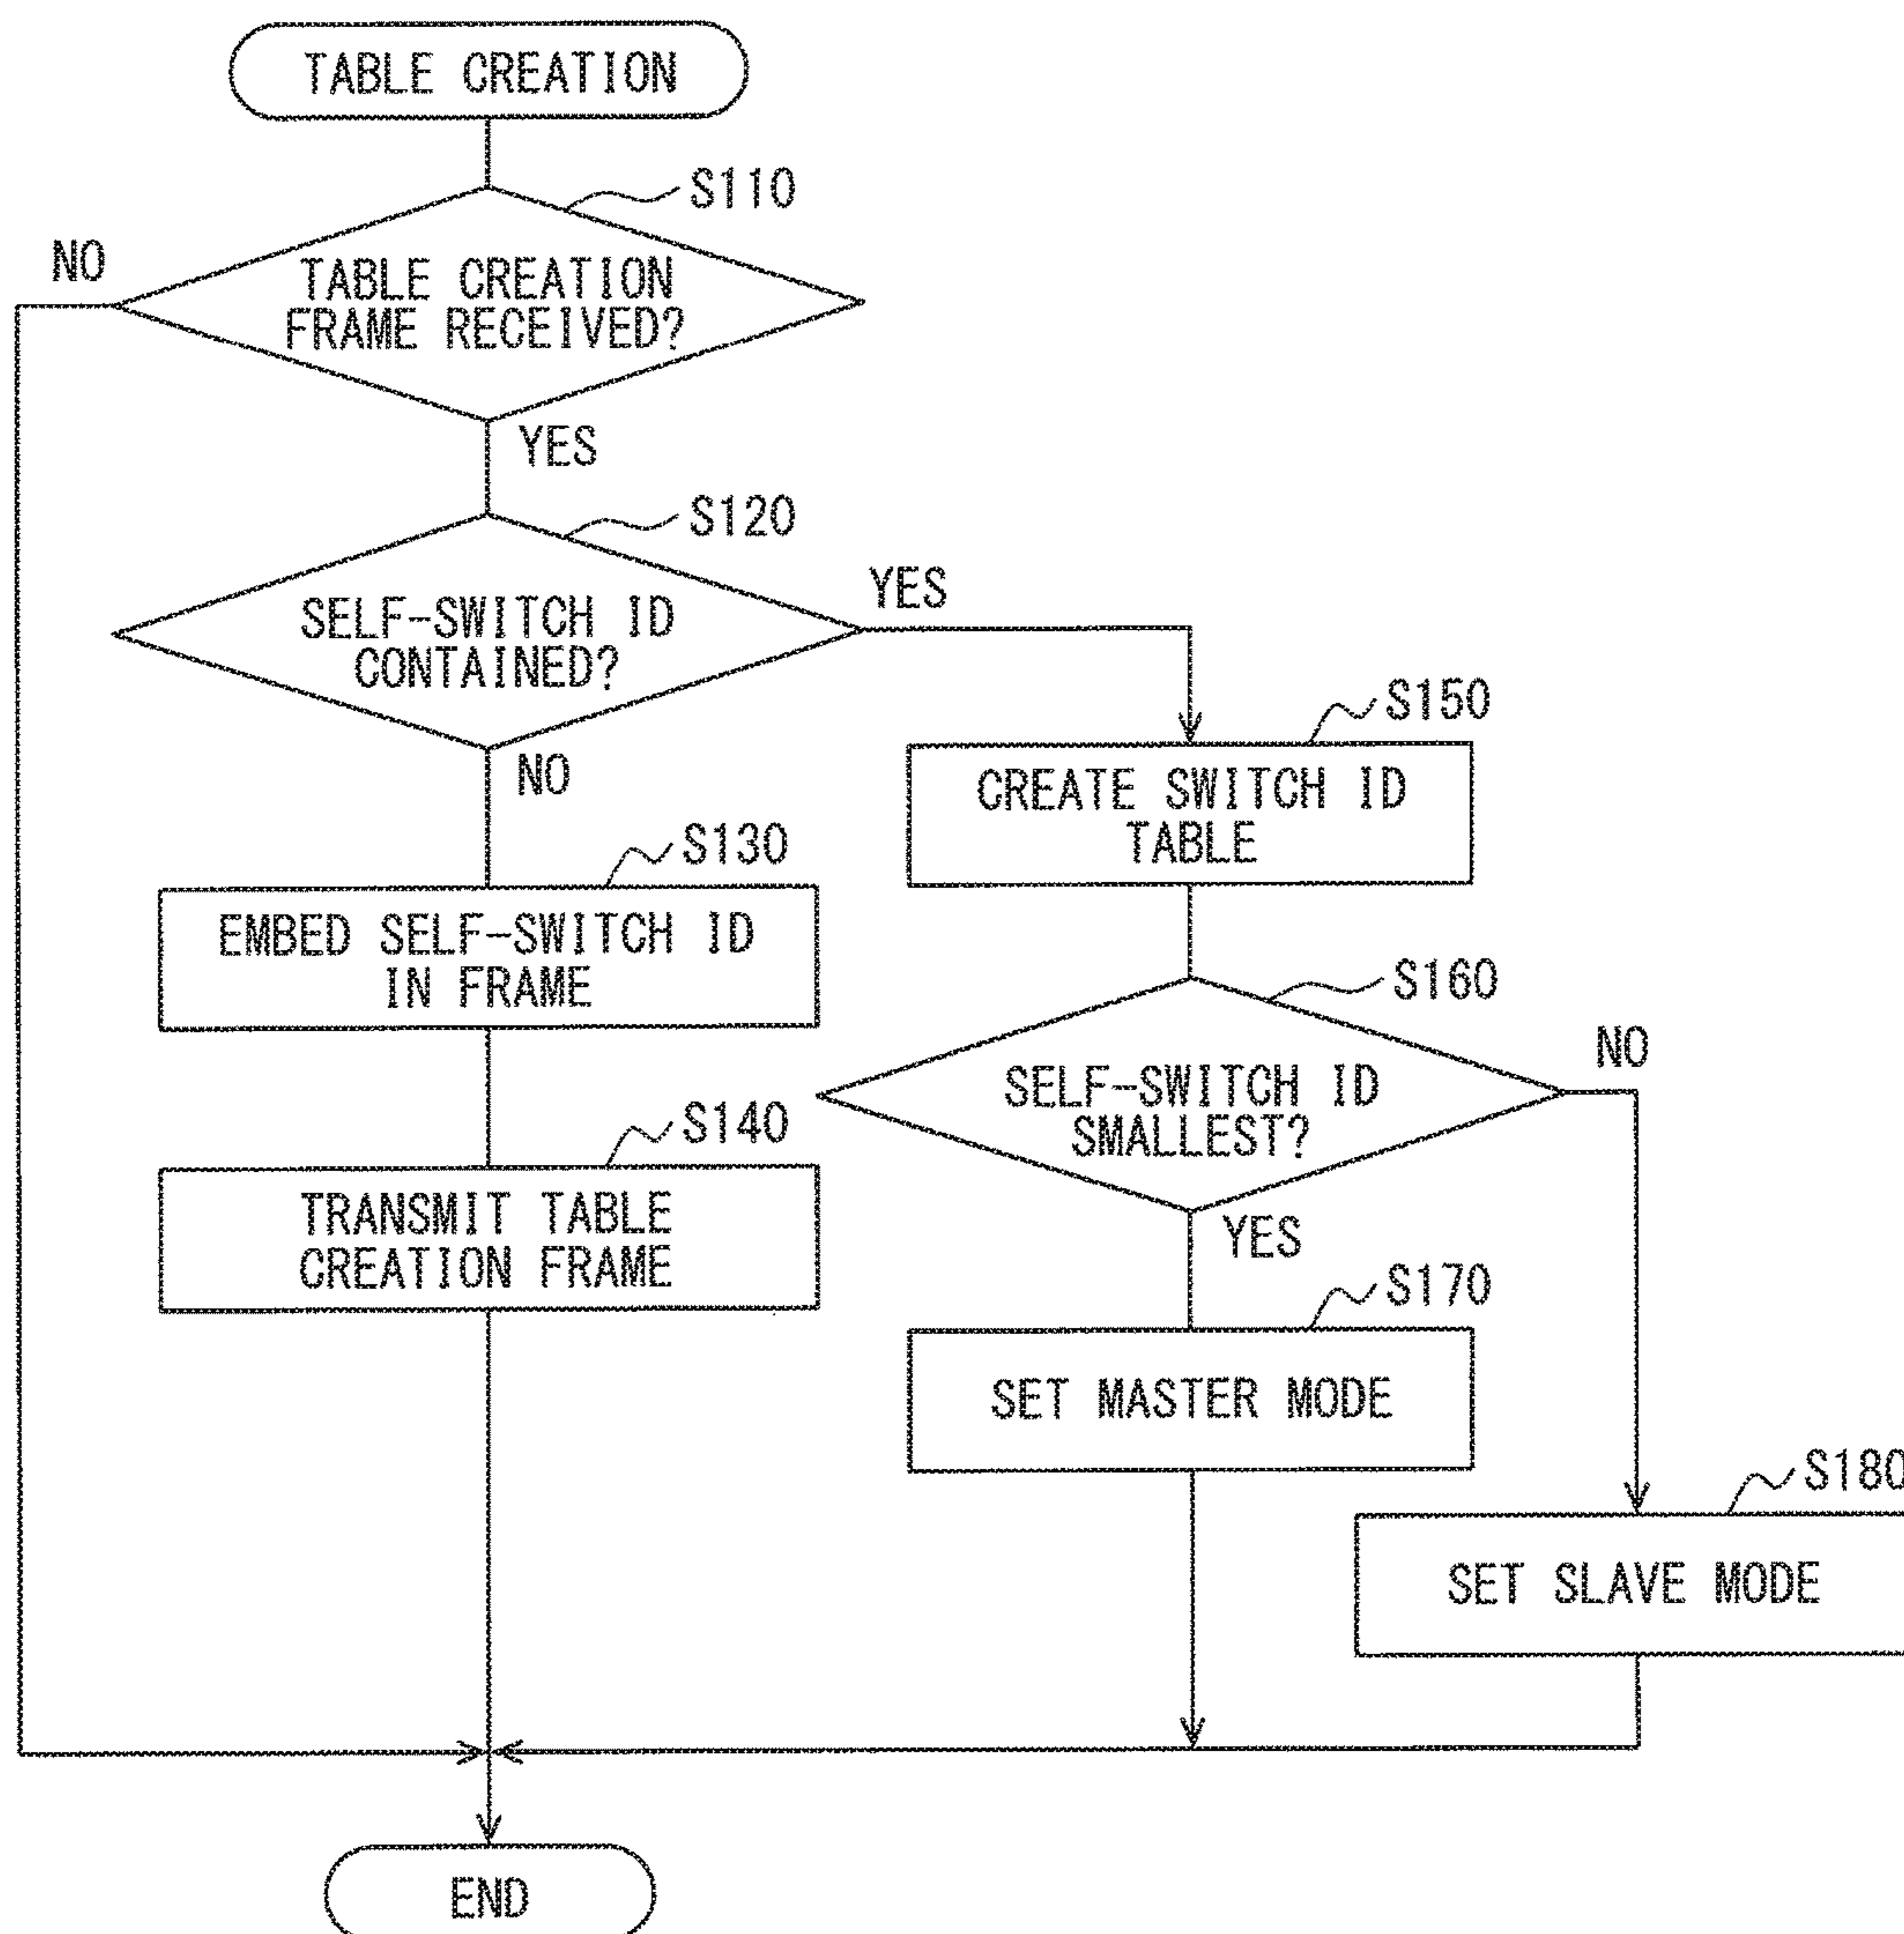 TABLE CREATION
S110
NO
TABLE CREATION
FRAME RECEIVED?
YES
S120
YES
SELF-SWITCH ID
CONTAINED?
NO
S150
CREATE SWITCH ID
TABLE
S130
EMBED SELF-SWITCH ID
IN FRAME
S160
NO
SELF-SWITCH ID
SMALLEST?
YES
S140
TRANSMIT TABLE
CREATION FRAME
S170
SET MASTER MODE
S180
SET SLAVE MODE
END